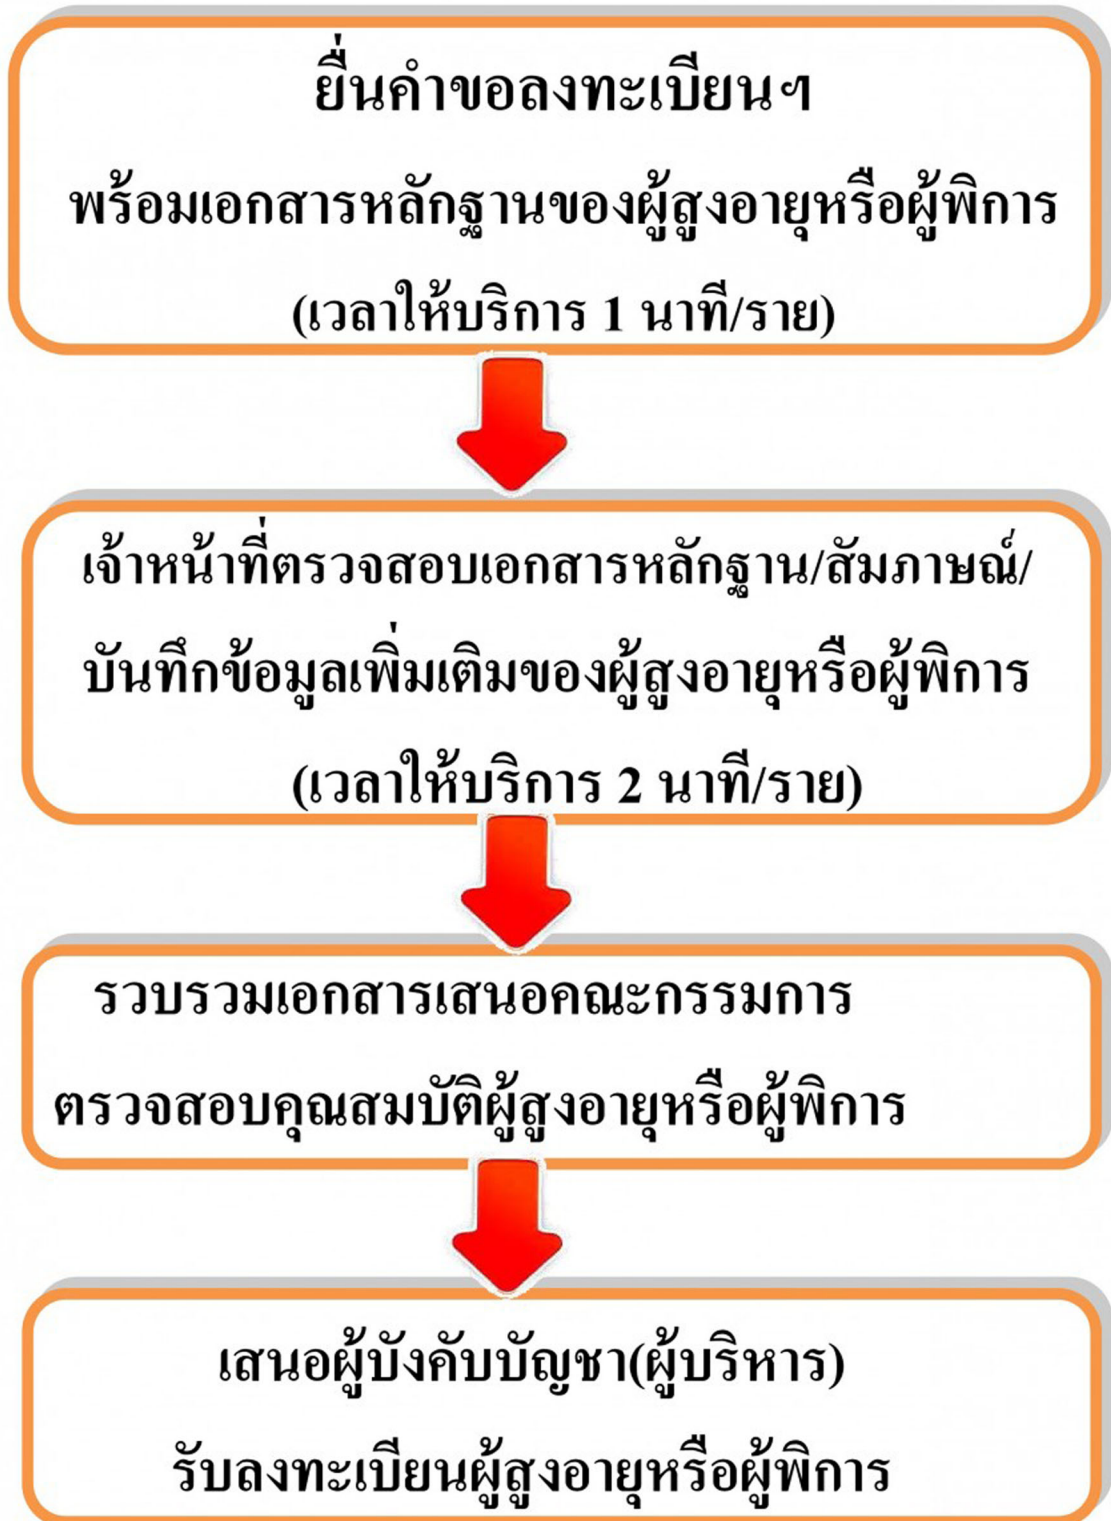 ยื่นคำขอลงทะเบียนฯ
พร้อมเอกสารหลักฐานของผู้สูงอายุหรือผู้พิการ
(เวลาให้บริการ 1 นาที/ราย)
เจ้าหน้าที่ตรวจสอบเอกสารหลักฐาน/สัมภาษณ์/
บันทึกข้อมูลเพิ่มเติมของผู้สูงอายุหรือผู้พิการ
(เวลาให้บริการ 2 นาที/ราย)
รวบรวมเอกสารเสนอคณะกรรมการ
ตรวจสอบคุณสมบัติผู้สูงอายุหรือผู้พิการ
เสนอผู้บังคับบัญชา(ผู้บริหาร)
รับลงทะเบียนผู้สูงอายุหรือผู้พิการ